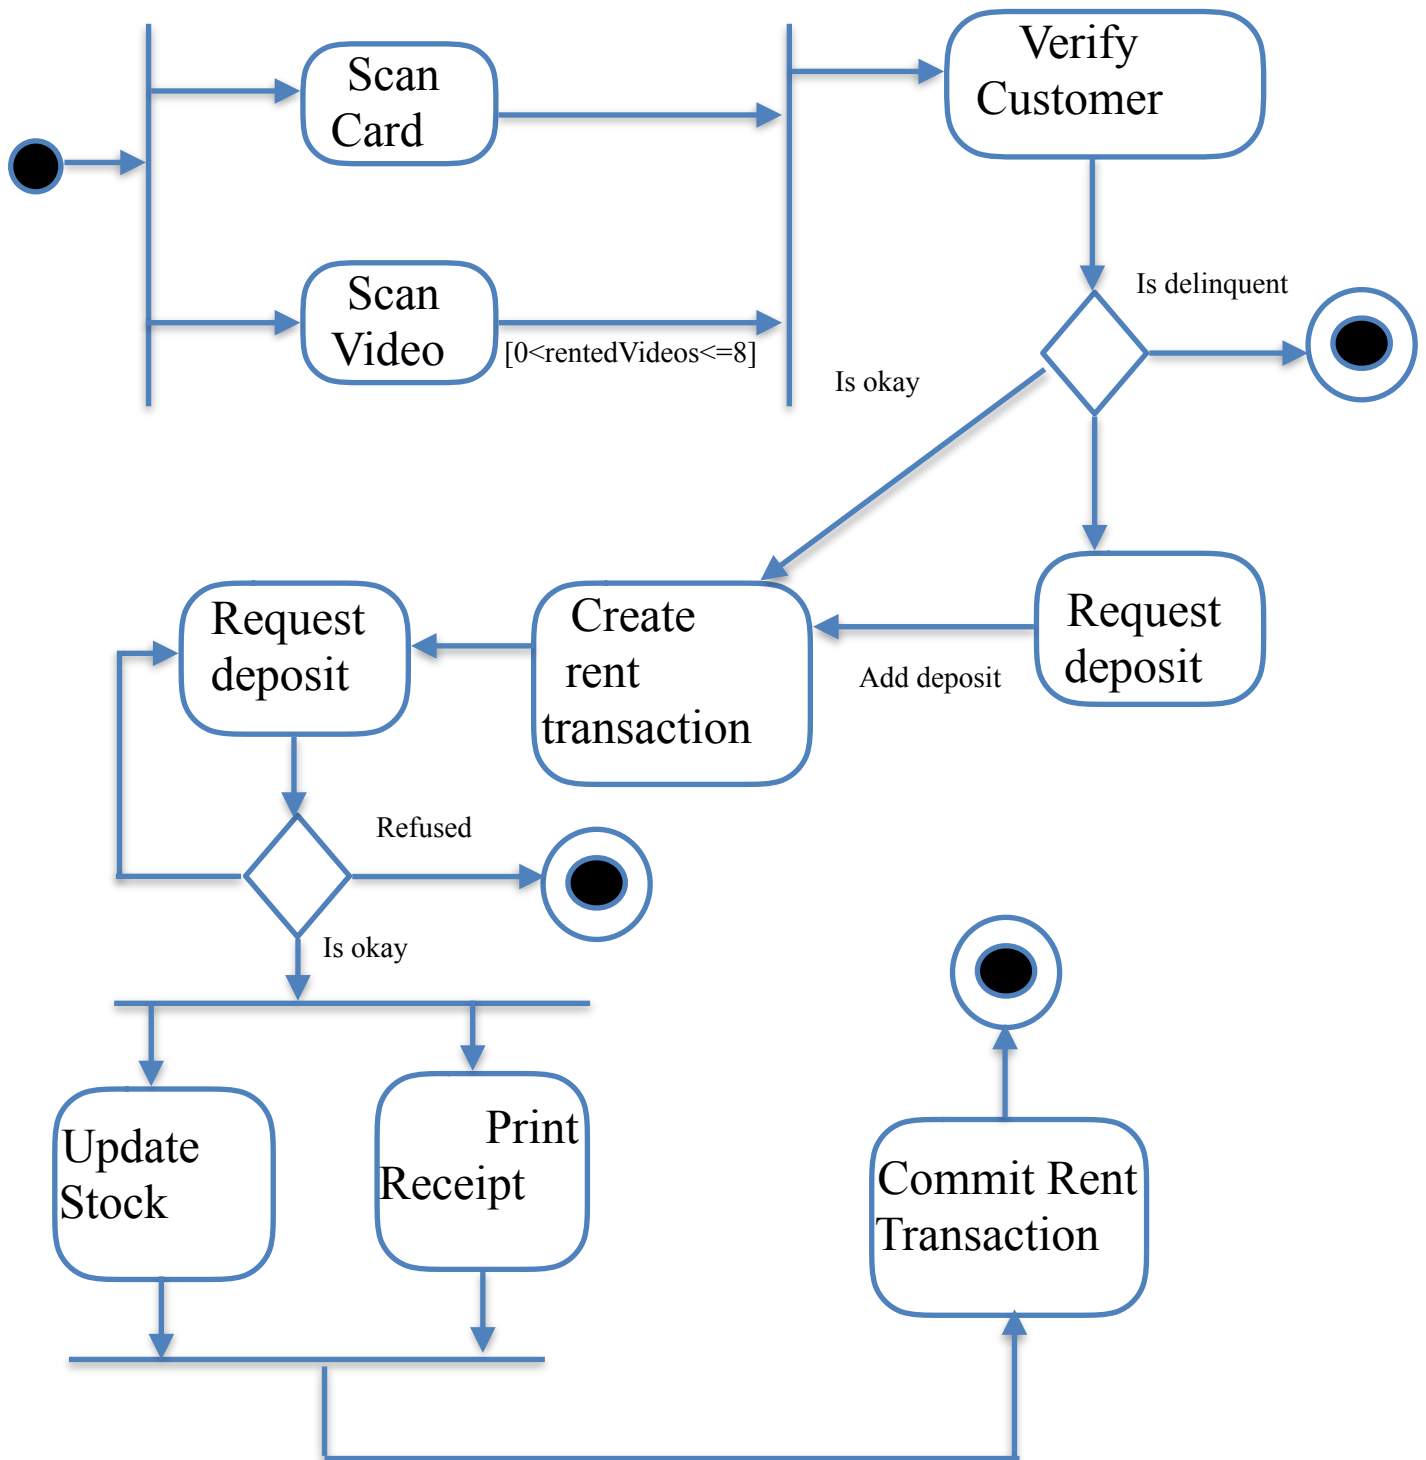 Verify
Customer
Scan
Card
Is delinquent
Scan
Video
[0<rentedVideos<=8]
Is okay
Request
deposit
Create
rent
transaction
Add deposit
Request
deposit
Refused
Is okay
Update
Stock
Print
Receipt
Commit Rent
Transaction